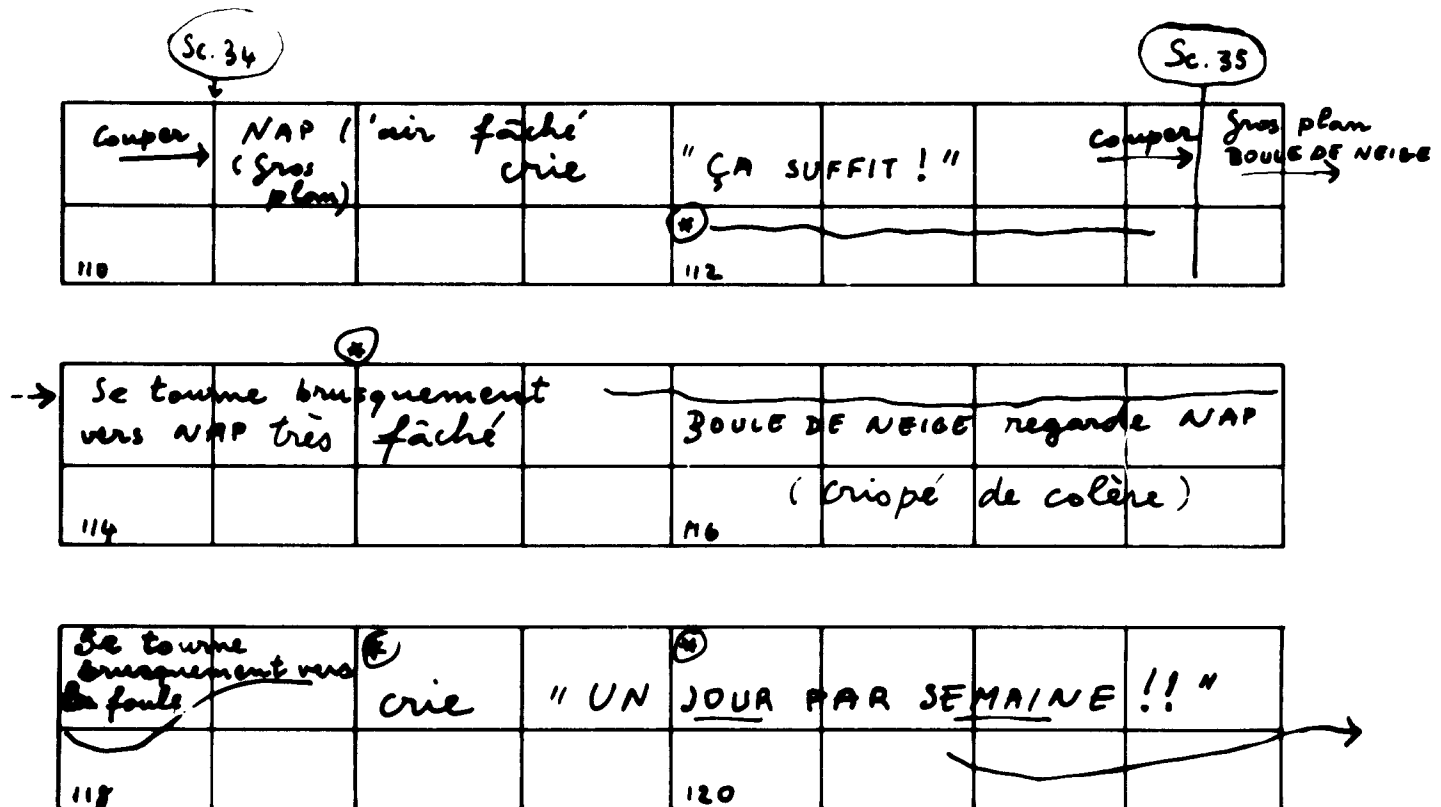 Sc. 34
Sc. 35
couper NAP l'air fâché
(gros plan)
crie
"ÇA SUFFIT!"
couper
gros plan
BOULE DE NEIGE
110
112
Se tourne brusquement
vers NAP très fâché
BOULE DE NEIGE regarde NAP
(crispé de colère)
114
116
Se tourne
brusquement vers
la foule
crie "UN JOUR PAR SEMAINE!!"
118
120